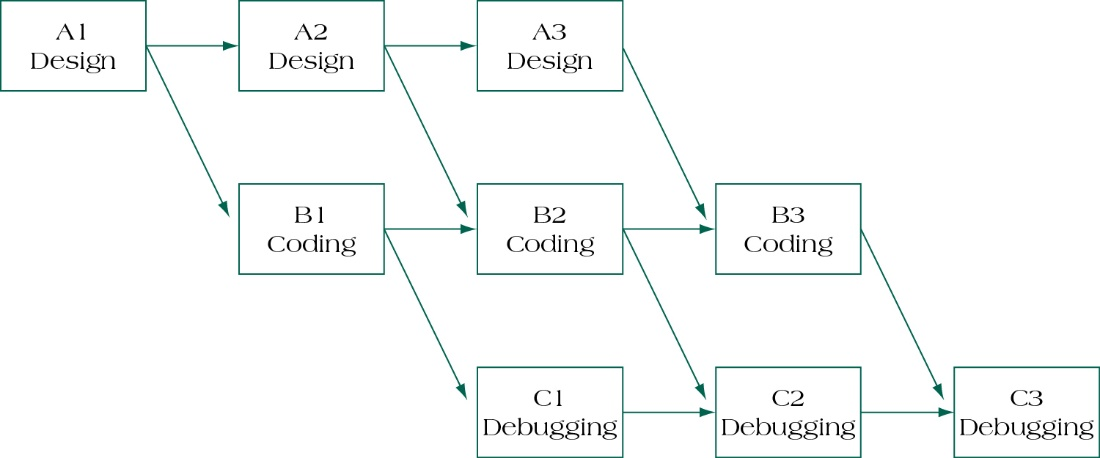 A1
Design
A2
Design
A3
Design
B1
Coding
B2
Coding
B3
Coding
C1
Debugging
C2
Debugging
C3
Debugging